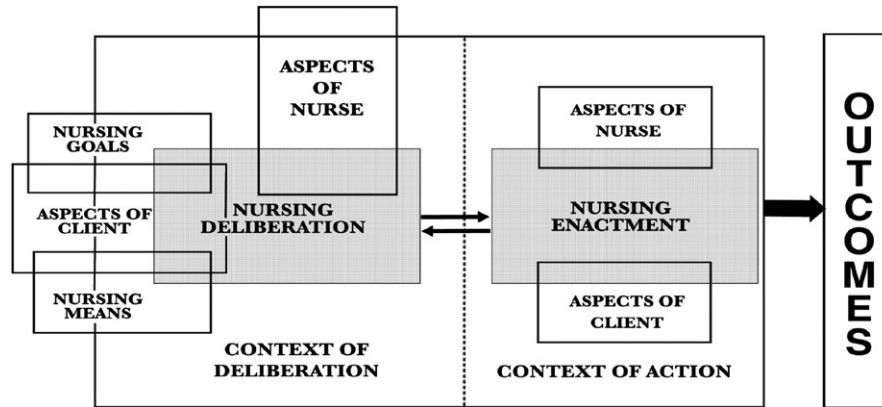 ASPECTS
OF
NURSE
NURSING
GOALS
ASPECTS OF
CLIENT
NURSING
MEANS
NURSING
DELIBERATION
CONTEXT OF
DELIBERATION
ASPECTS OF
NURSE
NURSING
ENACTMENT
ASPECTS OF
CLIENT
CONTEXT OF ACTION
OUTCOMES